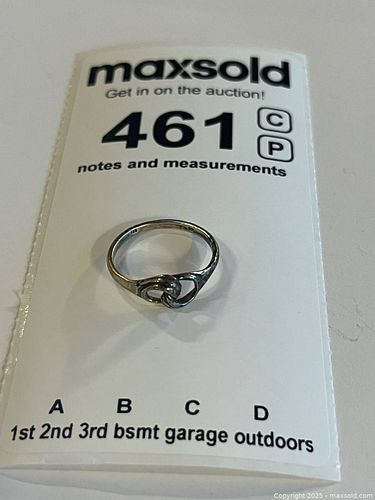 maxsold
Get in on the auction!
461 C
P
notes and measurements
A B C D
1st 2nd 3rd bsmt garage outdoors
Copyright 2025 - maxsold.com